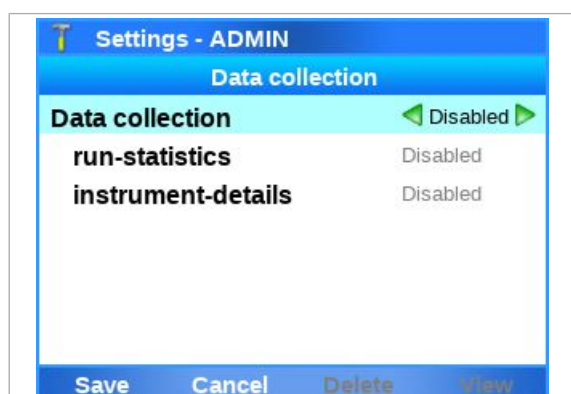 Settings - ADMIN
Data collection
Data collection Disabled
run-statistics Disabled
instrument-details Disabled
Save Cancel Delete View